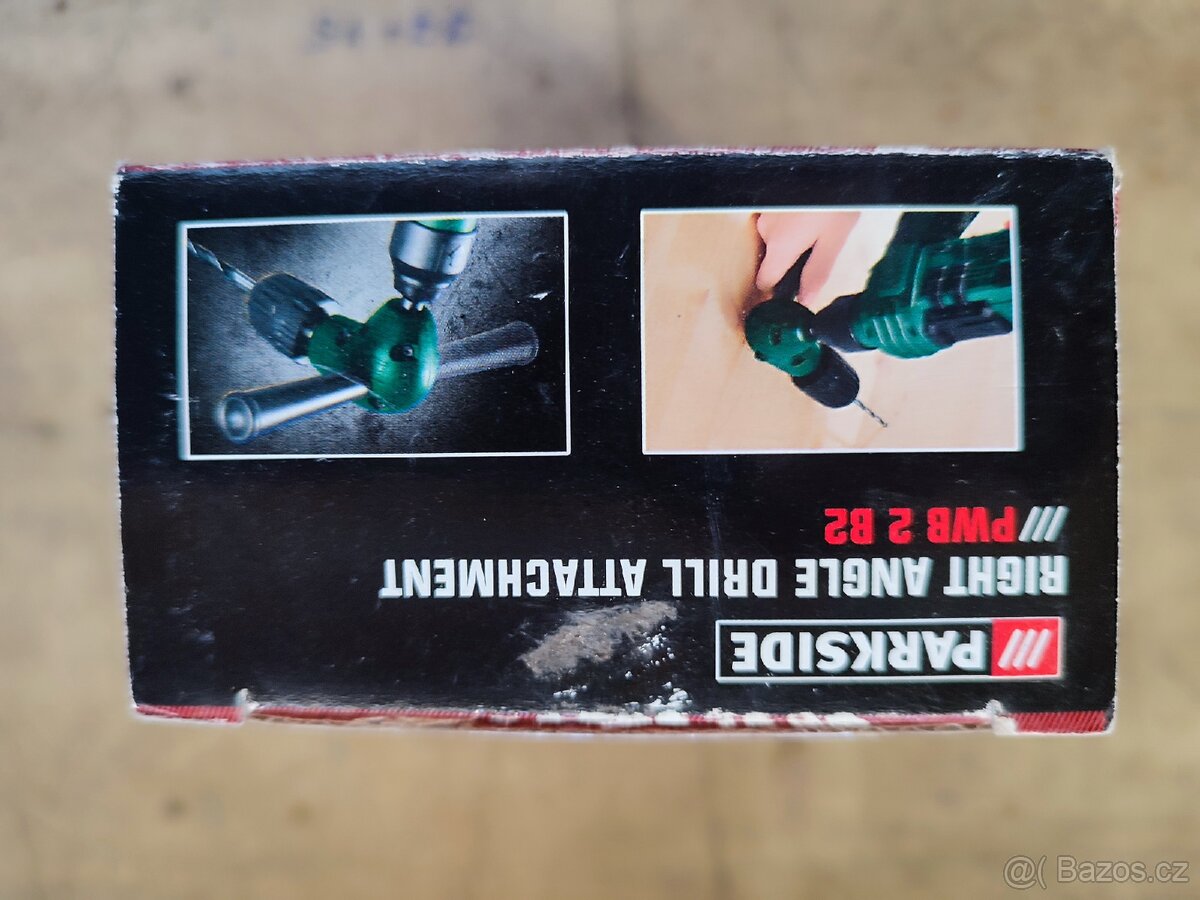 /// PARKSIDE
RIGHT ANGLE DRILL ATTACHMENT
/// PWB 2 B2
@( Bazos.cz